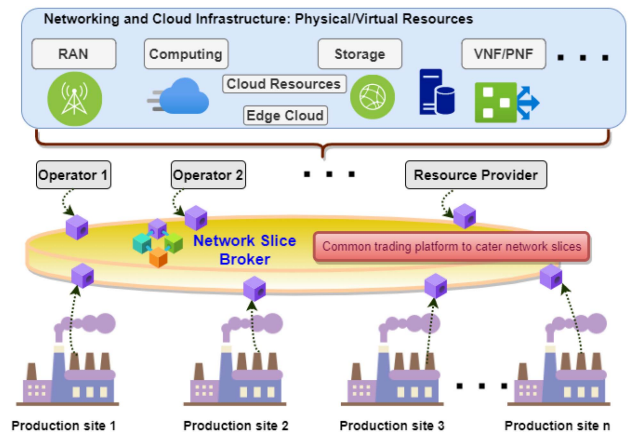 Networking and Cloud Infrastructure: Physical/Virtual Resources
RAN
Computing
Storage
VNF/PNF
Cloud Resources
Edge Cloud
Operator 1
Operator 2
Resource Provider
Network Slice
Broker
Common trading platform to cater network slices
Production site 1
Production site 2
Production site 3
Production site n